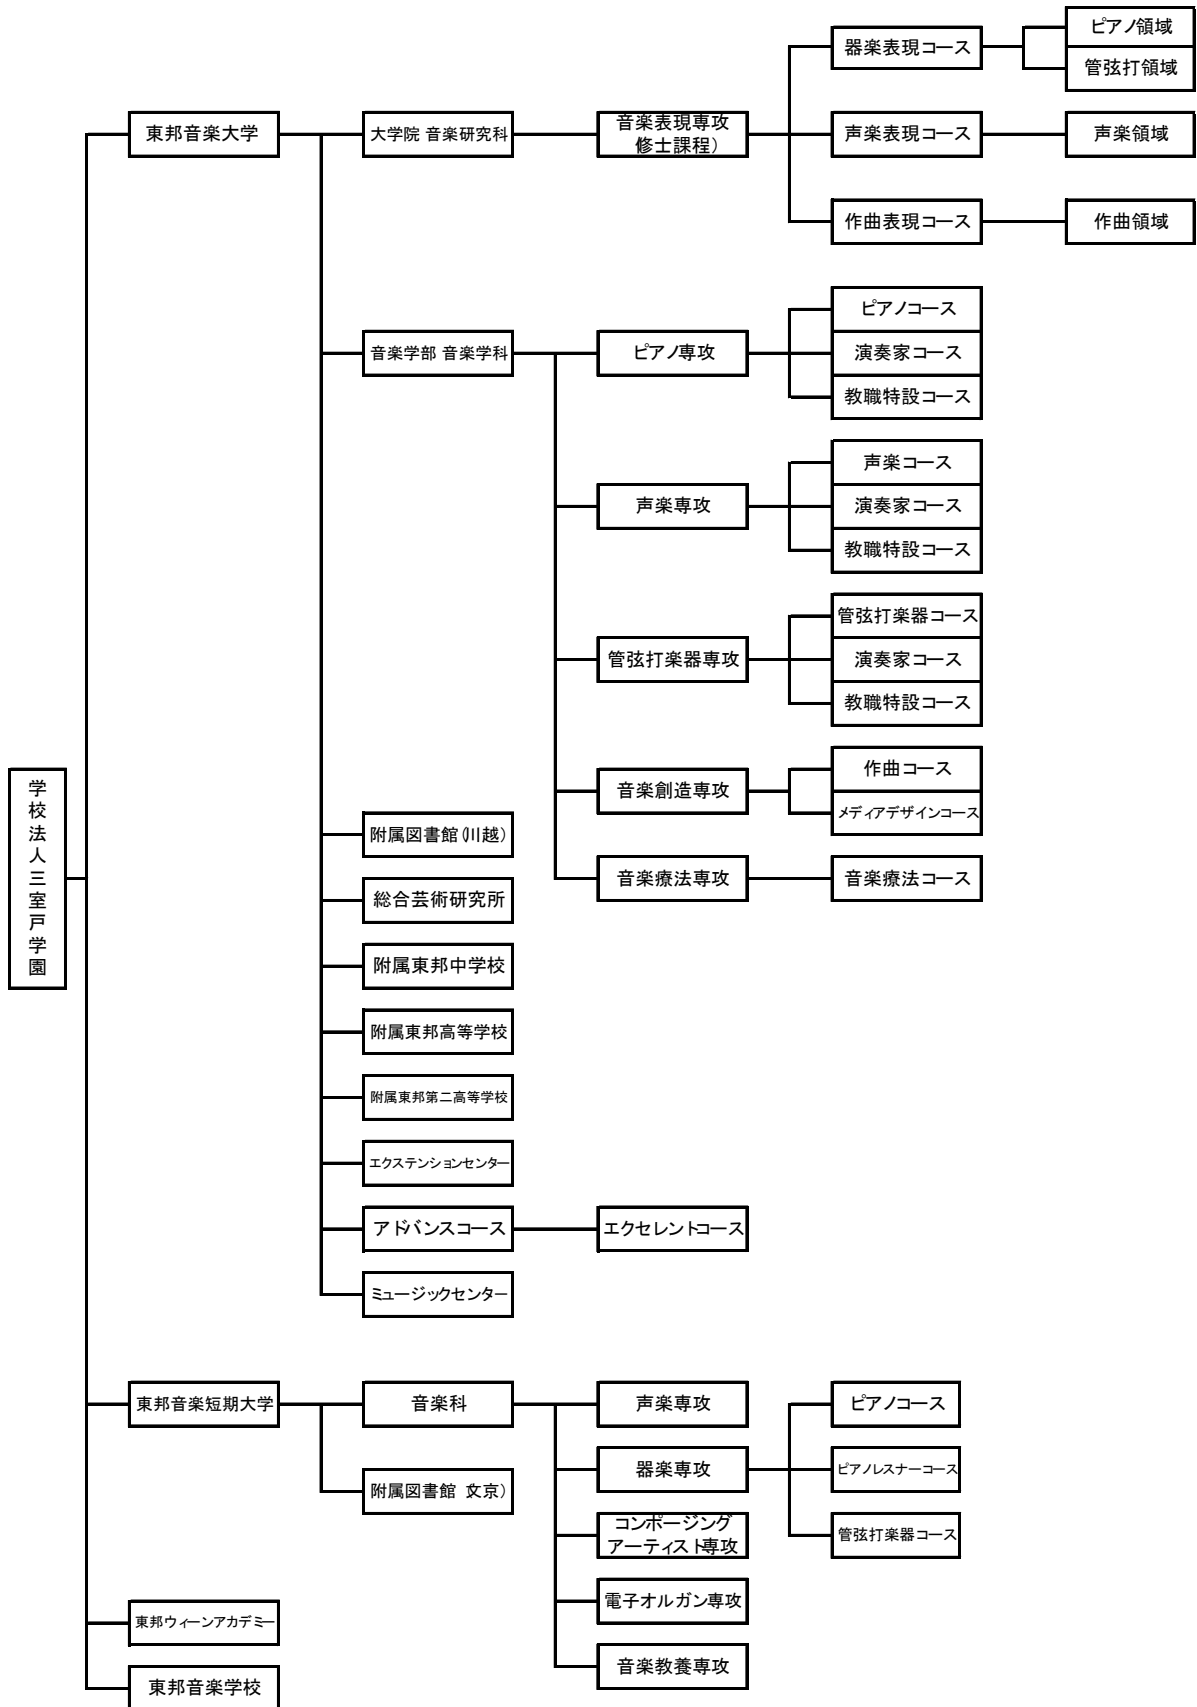 学校法人三室戸学園
東邦音楽大学
大学院 音楽研究科
音楽表現専攻
修士課程）
器楽表現コース
ピアノ領域
管弦打領域
声楽表現コース
声楽領域
作曲表現コース
作曲領域
音楽学部 音楽学科
ピアノ専攻
ピアノコース
演奏家コース
教職特設コース
声楽専攻
声楽コース
演奏家コース
教職特設コース
管弦打楽器専攻
管弦打楽器コース
演奏家コース
教職特設コース
音楽創造専攻
作曲コース
メディアデザインコース
音楽療法専攻
音楽療法コース
附属図書館（川越）
総合芸術研究所
附属東邦中学校
附属東邦高等学校
附属東邦第二高等学校
エクステンションセンター
アドバンスコース
エクセレントコース
ミュージックセンター
東邦音楽短期大学
音楽科
声楽専攻
器楽専攻
ピアノコース
ピアノレスナーコース
管弦打楽器コース
コンポージング
アーティスト専攻
電子オルガン専攻
音楽教養専攻
附属図書館（文京）
東邦ウィーンアカデミー
東邦音楽学校